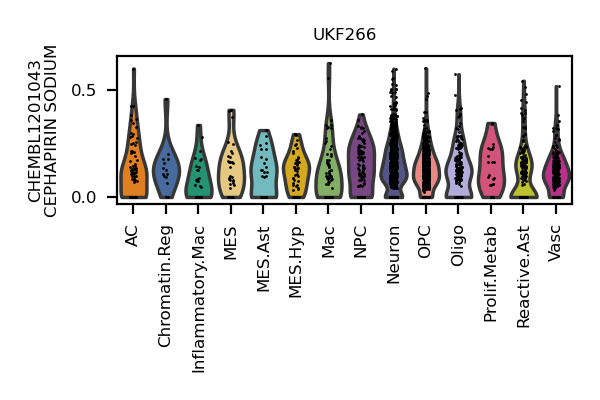 UKF266
CHEMBL1201043
CEPHAPIRIN SODIUM
0.5
0.0
AC
Chromatin.Reg
Inflammatory.Mac
MES
MES.Ast
MES.Hyp
Mac
NPC
Neuron
OPC
Oligo
Prolif.Metab
Reactive.Ast
Vasc